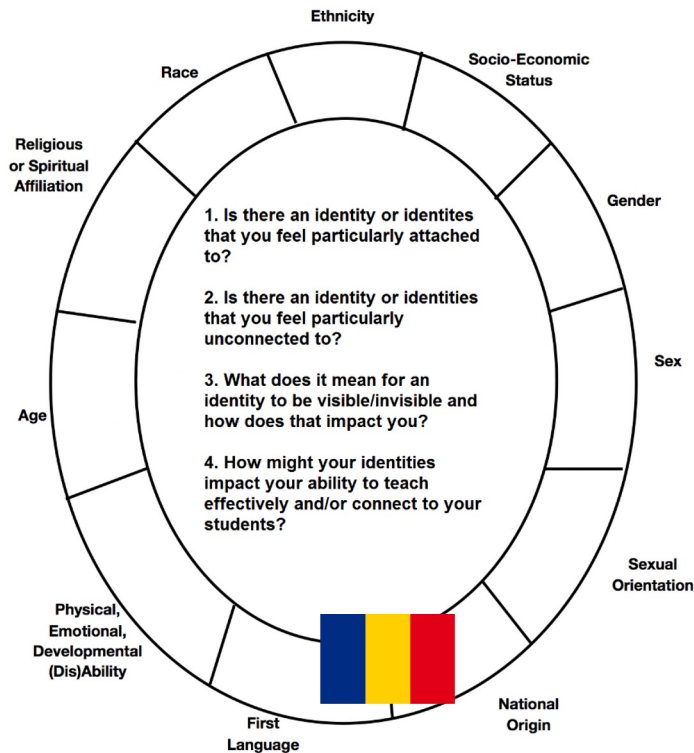 Ethnicity
Socio-Economic
Status
Race
Religious
or Spiritual
Affiliation
Gender
1. Is there an identity or identites
that you feel particularly attached
to?
2. Is there an identity or identities
that you feel particularly
unconnected to?
3. What does it mean for an
identity to be visible/invisible and
how does that impact you?
4. How might your identities
impact your ability to teach
effectively and/or connect to your
students?
Sex
Age
Sexual
Orientation
Physical,
Emotional,
Developmental
(Dis)Ability
National
Origin
First
Language